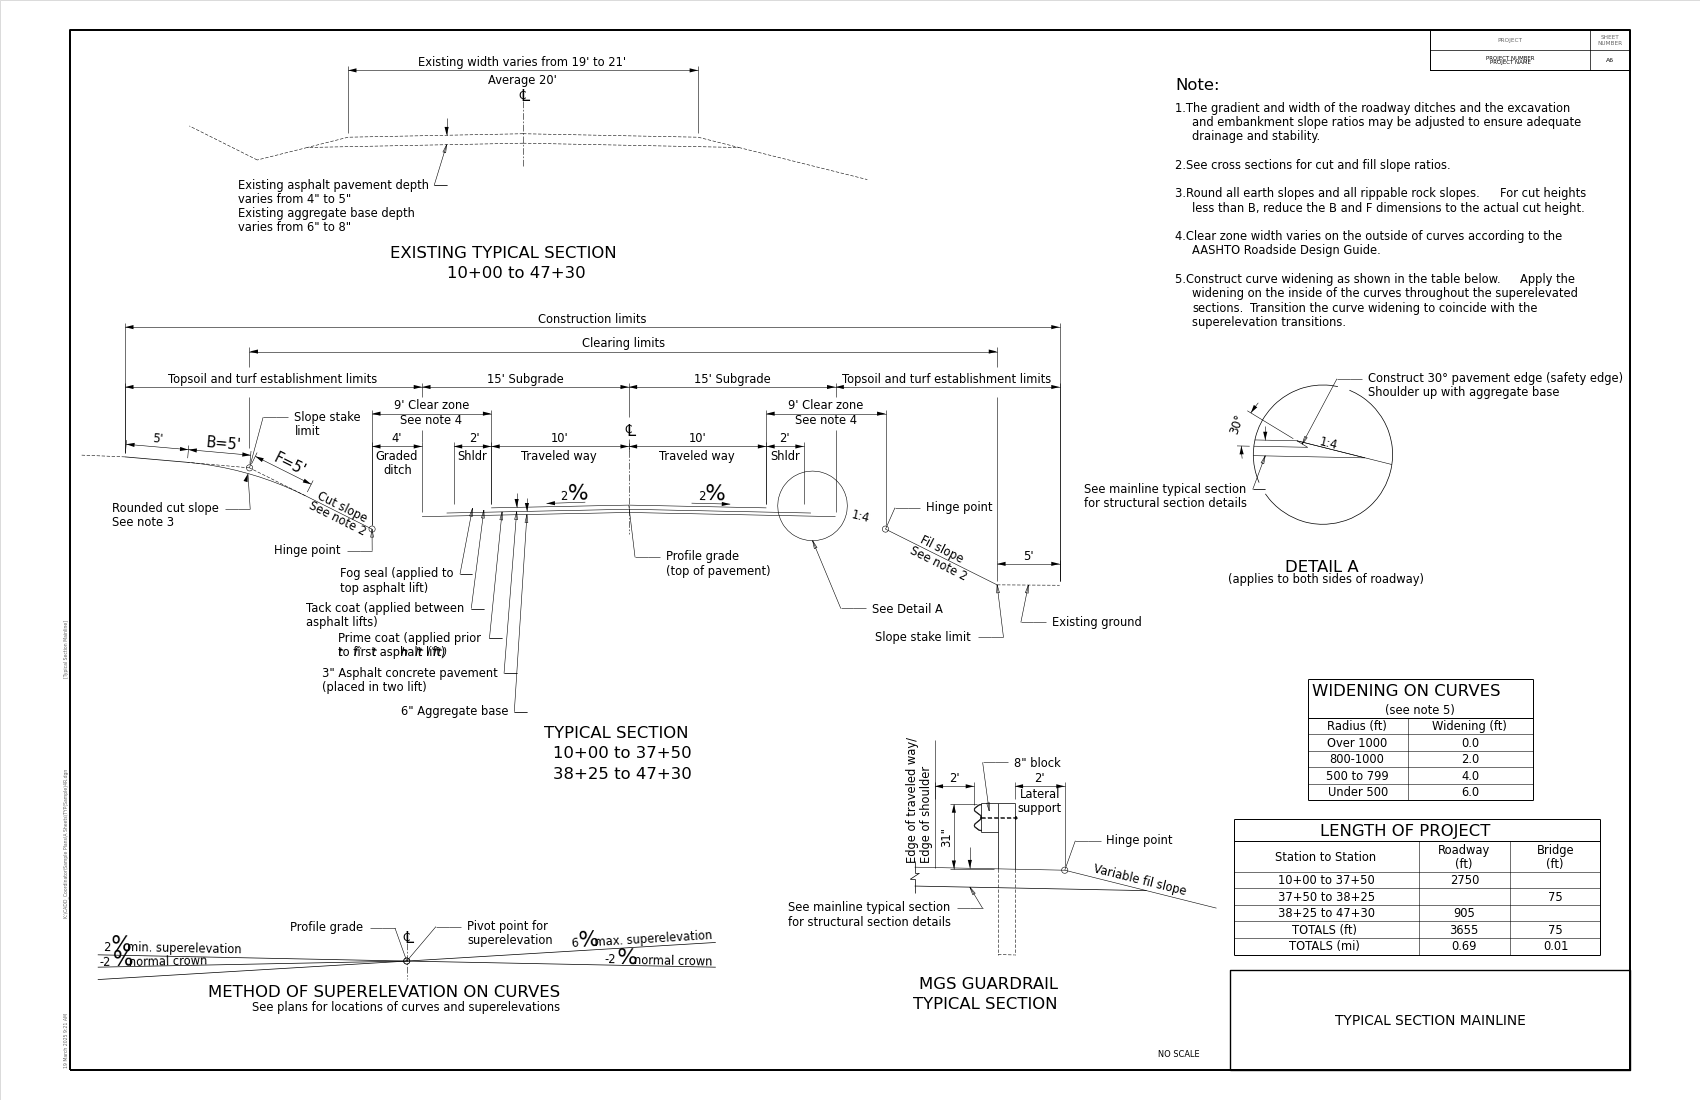 PROJECT
SHEET
NUMBER
PROJECT NUMBER
PROJECT NAME
A6
Existing width varies from 19' to 21'
Average 20'
℄
Existing asphalt pavement depth
varies from 4" to 5"
Existing aggregate base depth
varies from 6" to 8"
EXISTING TYPICAL SECTION
10+00 to 47+30
Note:
1.The gradient and width of the roadway ditches and the excavation
and embankment slope ratios may be adjusted to ensure adequate
drainage and stability.
2.See cross sections for cut and fill slope ratios.
3.Round all earth slopes and all rippable rock slopes. For cut heights
less than B, reduce the B and F dimensions to the actual cut height.
4.Clear zone width varies on the outside of curves according to the
AASHTO Roadside Design Guide.
5.Construct curve widening as shown in the table below. Apply the
widening on the inside of the curves throughout the superelevated
sections. Transition the curve widening to coincide with the
superelevation transitions.
Construction limits
Clearing limits
Topsoil and turf establishment limits
15' Subgrade
15' Subgrade
Topsoil and turf establishment limits
9' Clear zone
See note 4
9' Clear zone
See note 4
Slope stake
limit
℄
5'
B=5'
F=5'
4'
Graded
ditch
2'
Shldr
10'
Traveled way
10'
Traveled way
2'
Shldr
Cut slope
See note 2
2%
2%
1:4
Rounded cut slope
See note 3
Hinge point
Hinge point
Fil slope
See note 2
5'
Profile grade
(top of pavement)
Fog seal (applied to
top asphalt lift)
Tack coat (applied between
asphalt lifts)
Prime coat (applied prior
to first asphalt lift)
3" Asphalt concrete pavement
(placed in two lift)
6" Aggregate base
See Detail A
Slope stake limit
Existing ground
TYPICAL SECTION
10+00 to 37+50
38+25 to 47+30
Construct 30° pavement edge (safety edge)
Shoulder up with aggregate base
30°
1:4
See mainline typical section
for structural section details
DETAIL A
(applies to both sides of roadway)
WIDENING ON CURVES
(see note 5)
Radius (ft) Widening (ft)
Over 1000 0.0
800-1000 2.0
500 to 799 4.0
Under 500 6.0
LENGTH OF PROJECT
Station to Station Roadway (ft) Bridge (ft)
10+00 to 37+50 2750
37+50 to 38+25 75
38+25 to 47+30 905
TOTALS (ft) 3655 75
TOTALS (mi) 0.69 0.01
Edge of traveled way/
Edge of shoulder
8" block
2'
2'
Lateral
support
31"
Hinge point
Variable fil slope
See mainline typical section
for structural section details
MGS GUARDRAIL
TYPICAL SECTION
Profile grade
℄
Pivot point for
superelevation
2% min. superelevation
-2% normal crown
6% max. superelevation
-2% normal crown
METHOD OF SUPERELEVATION ON CURVES
See plans for locations of curves and superelevations
NO SCALE
TYPICAL SECTION MAINLINE
[Typical Section Mainline]